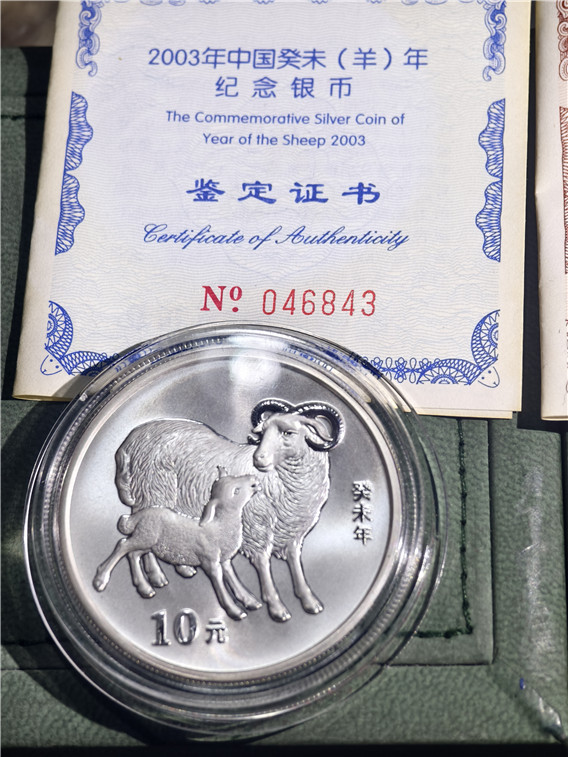 2003年中国癸未（羊）年
纪念银币
The Commemorative Silver Coin of
Year of the Sheep 2003
鉴定证书
Certificate of Authenticity
Nº 046843
癸未年
10元